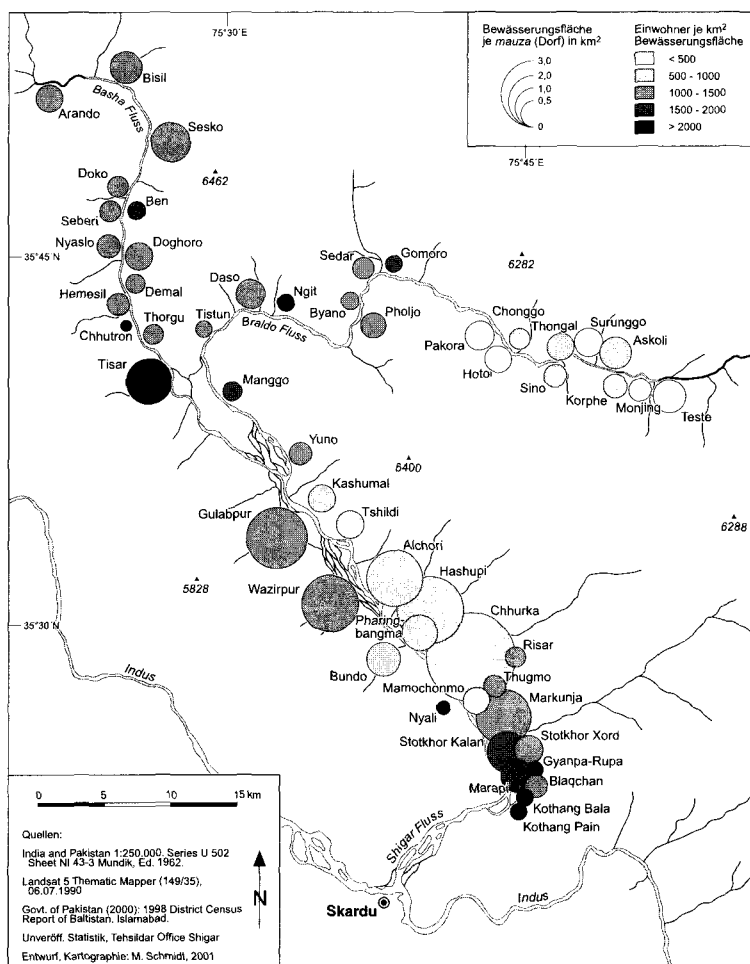 75°30'E
Bewässerungsfläche
je mauza (Dorf) in km²
3,0
2,0
1,0
0,5
0
Einwohner je km²
Bewässerungsfläche
< 500
500 - 1000
1000 - 1500
1500 - 2000
> 2000
75°45'E
Bisil
Arando
Basha Fluss
Sesko
Doko
6462
Ben
Seberi
Nyaslo
Doghoro
35°45'N
Sedar
Gomoro
6282
Demal
Daso
Ngit
Hemesil
Byano
Pholjo
Chonggo
Surunggo
Thongal
Askoli
Thorgu
Tistun
Braldo Fluss
Chhutron
Pakora
Tisar
Hotoi
Sino
Korphe
Monjing
Teste
Manggo
Yuno
6400
Kashumal
Gulabpur
Tshildi
6288
Alchori
Hashupi
5828
Wazirpur
Chhurka
35°30'N
Pharing-
bangma
Risar
Indus
Bundo
Thugmo
Mamochonmo
Markunja
Nyali
Stotkhor Kalan
Stotkhor Xord
Gyanpa-Rupa
Marapi
Blaqchan
Kothang Bala
Kothang Pain
Shigar Fluss
Indus
Skardu
0 5 10 15 km
Quellen:
India and Pakistan 1:250.000. Series U 502
Sheet NI 43-3 Mundik, Ed. 1962.
Landsat 5 Thematic Mapper (149/35),
06.07.1990
Govt. of Pakistan (2000): 1998 District Census
Report of Baltistan, Islamabad.
Unveröff. Statistik, Tehsildar Office Shigar
Entwurf, Kartographie: M. Schmidt, 2001
N